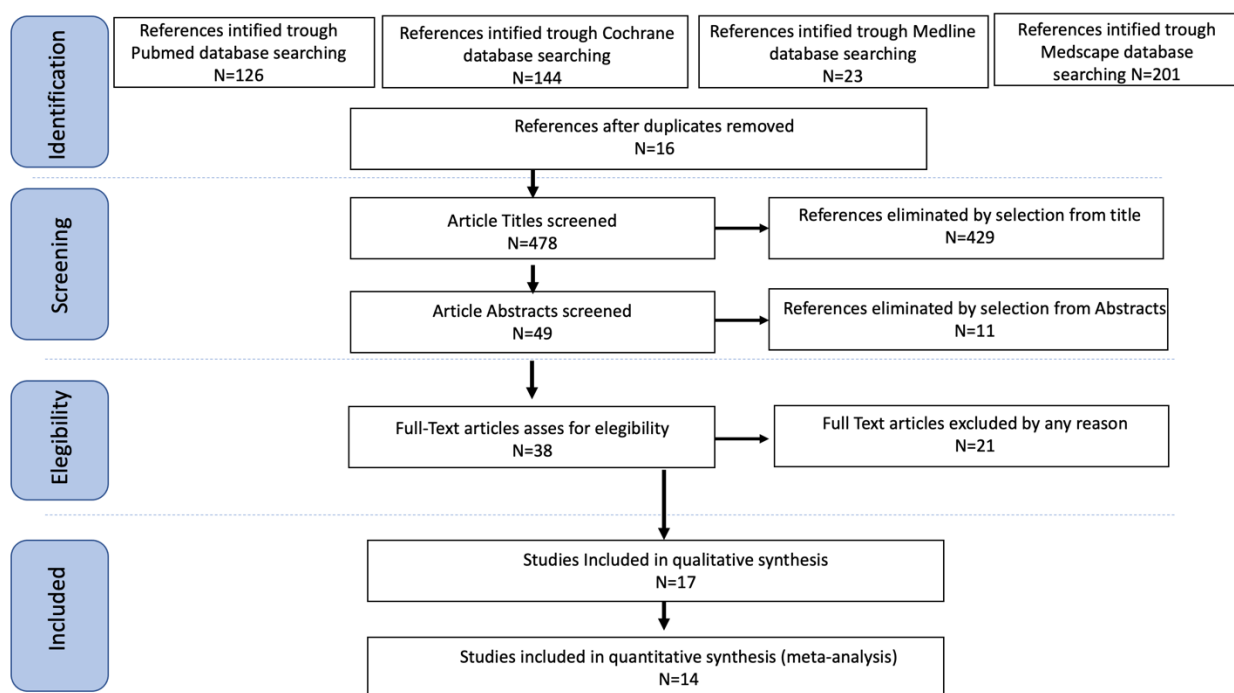 Identification
References intified trough
Pubmed database searching
N=126
References intified trough Cochrane
database searching
N=144
References intified trough Medline
database searching
N=23
References intified trough
Medscape database
searching N=201
References after duplicates removed
N=16
Screening
Article Titles screened
N=478
References eliminated by selection from title
N=429
Article Abstracts screened
N=49
References eliminated by selection from Abstracts
N=11
Elegibility
Full-Text articles asses for elegibility
N=38
Full Text articles excluded by any reason
N=21
Included
Studies Included in qualitative synthesis
N=17
Studies included in quantitative synthesis (meta-analysis)
N=14